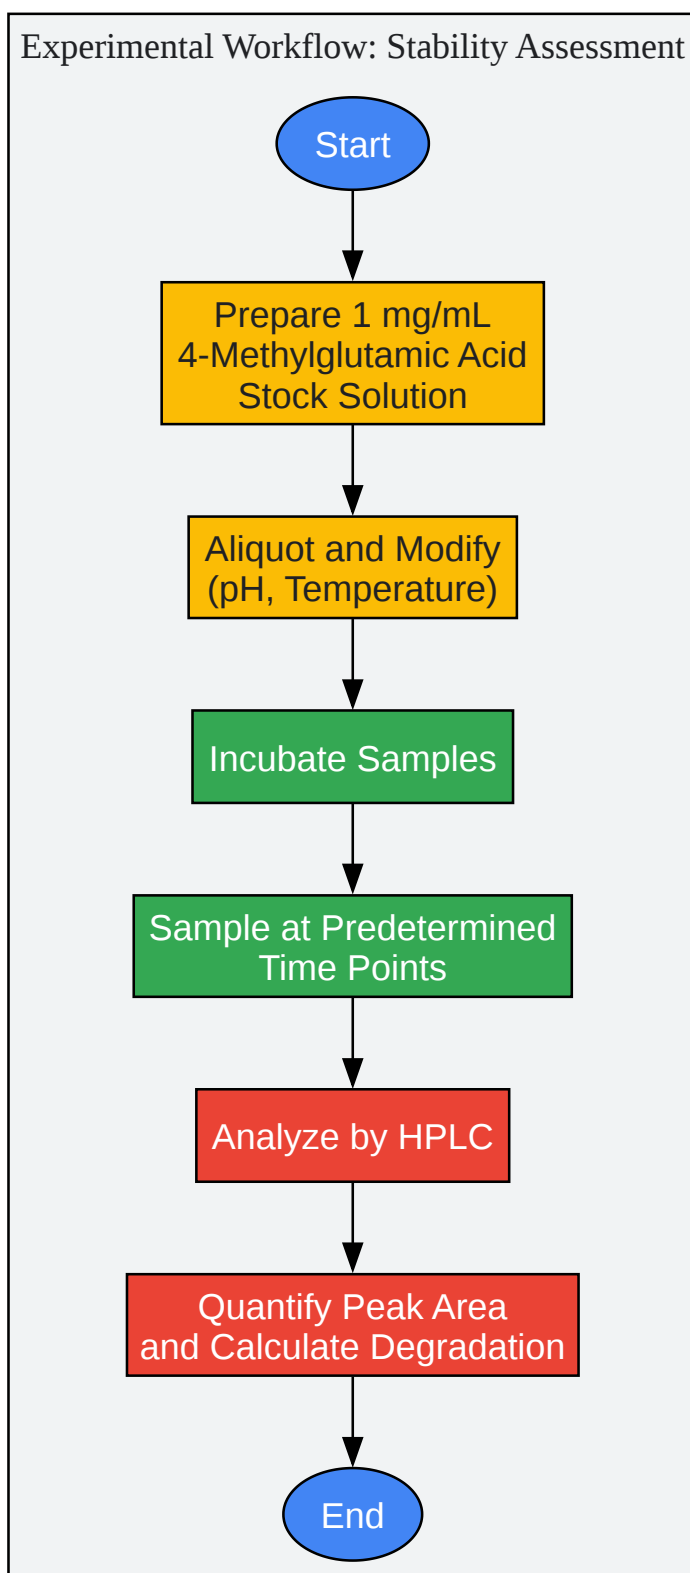 Experimental Workflow: Stability Assessment
Start
Prepare 1 mg/mL
4-Methylglutamic Acid
Stock Solution
Aliquot and Modify
(pH, Temperature)
Incubate Samples
Sample at Predetermined
Time Points
Analyze by HPLC
Quantify Peak Area
and Calculate Degradation
End